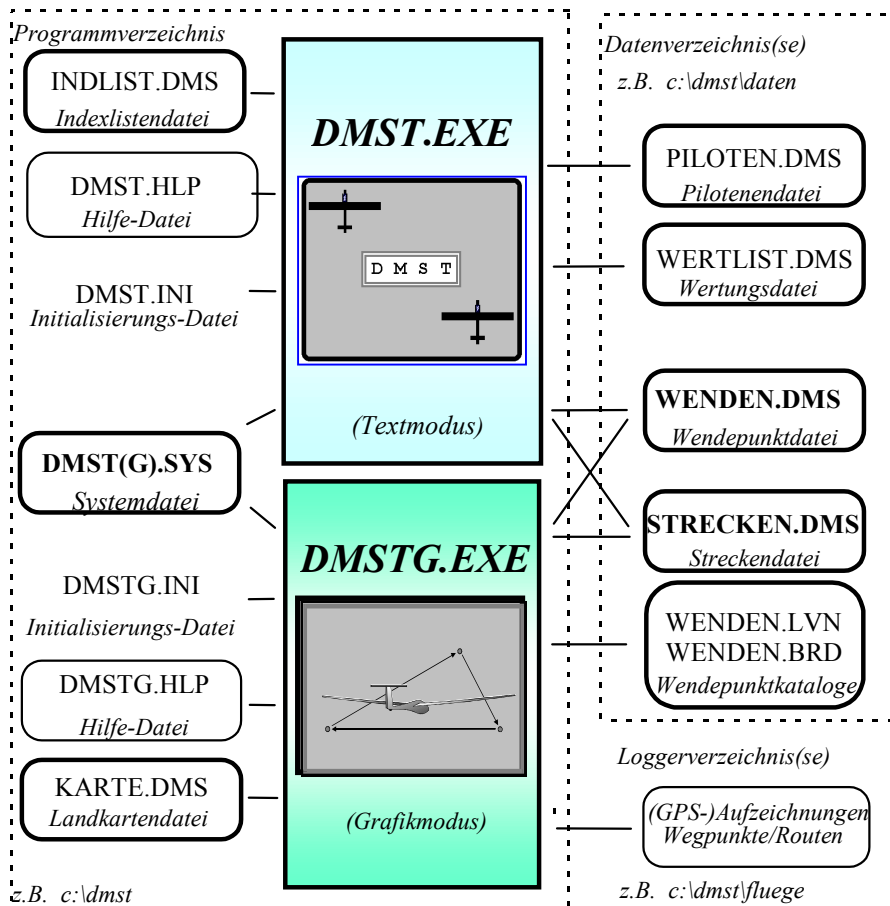 Programmverzeichnis
INDLIST.DMS
Indexlistendatei
DMST.HLP
Hilfe-Datei
DMST.INI
Initialisierungs-Datei
DMST(G).SYS
Systemdatei
DMSTG.INI
Initialisierungs-Datei
DMSTG.HLP
Hilfe-Datei
KARTE.DMS
Landkartendatei
z.B. c:\dmst
DMST.EXE
D M S T
(Textmodus)
DMSTG.EXE
(Grafikmodus)
Datenverzeichnis(se)
z.B. c:\dmst\daten
PILOTEN.DMS
Pilotenendatei
WERTLIST.DMS
Wertungsdatei
WENDEN.DMS
Wendepunktdatei
STRECKEN.DMS
Streckendatei
WENDEN.LVN
WENDEN.BRD
Wendepunktkataloge
Loggerverzeichnis(se)
(GPS-)Aufzeichnungen
Wegpunkte/Routen
z.B. c:\dmst\fluege